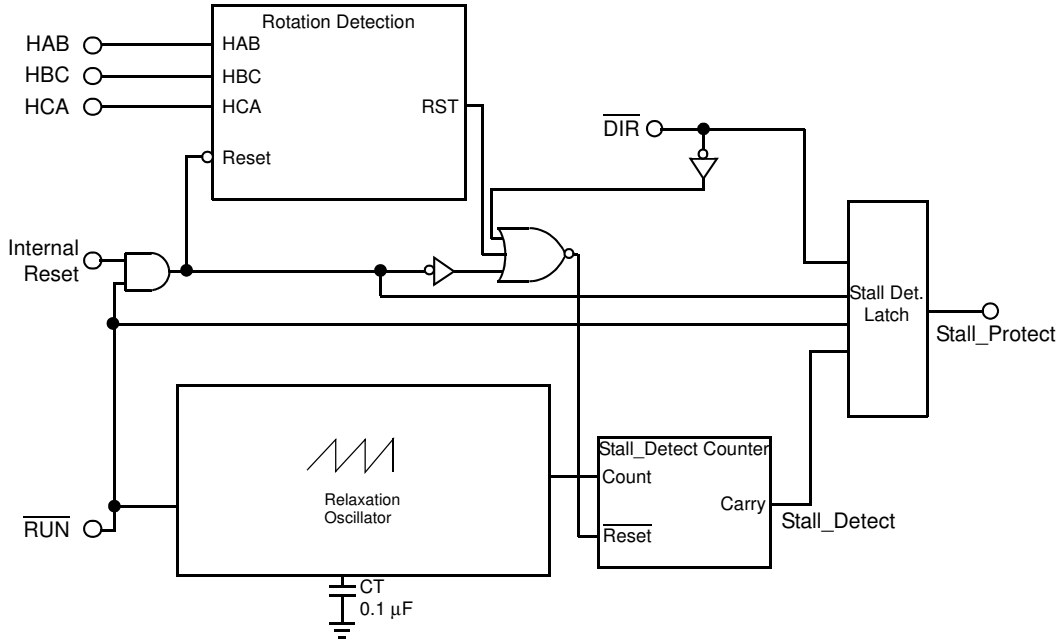 Rotation Detection
HAB
HAB
HBC
HBC
HCA
HCA
RST
DIR
Reset
Internal
Reset
Stall Det.
Latch
Stall_Protect
Stall_Detect Counter
Count
Relaxation
Oscillator
Carry
Stall_Detect
RUN
Reset
CT
0.1 µF